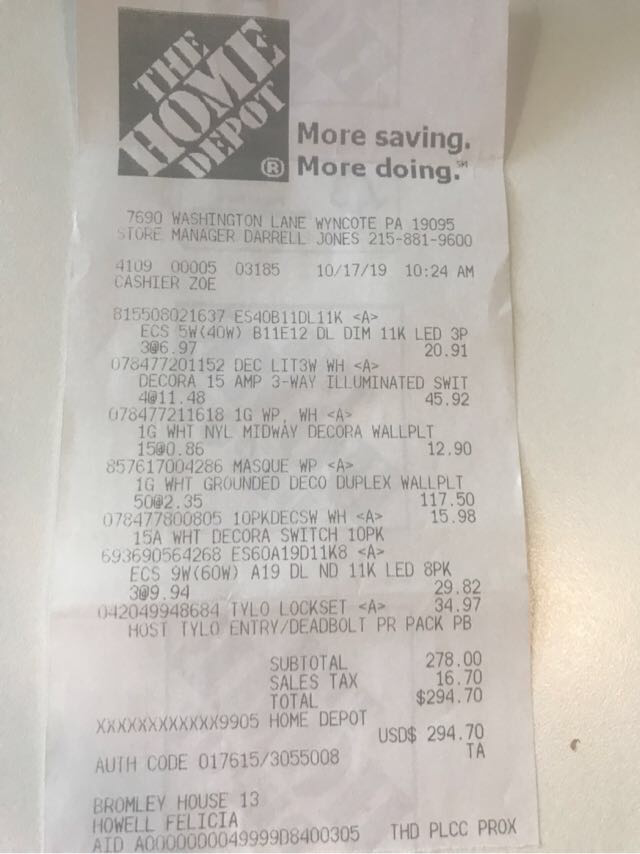 THE
HOME
DEPOT
®
More saving.
More doing.℠
7690 WASHINGTON LANE WYNCOTE PA 19095
STORE MANAGER DARRELL JONES 215-881-9600
4109 00005 03185 10/17/19 10:24 AM
CASHIER ZOE
815508021637 ES40B11DL11K <A>
ECS 5W(40W) B11E12 DL DIM 11K LED 3P
3@6.97 20.91
078477201152 DEC LIT3W WH <A>
DECORA 15 AMP 3-WAY ILLUMINATED SWIT
4@11.48 45.92
078477211618 1G WP, WH <A>
1G WHT NYL MIDWAY DECORA WALLPLT
15@0.86 12.90
857617004286 MASQUE WP <A>
1G WHT GROUNDED DECO DUPLEX WALLPLT
50@2.35 117.50
078477800805 10PKDECSW WH <A> 15.98
15A WHT DECORA SWITCH 10PK
693690564268 ES60A19D11K8 <A>
ECS 9W(60W) A19 DL ND 11K LED 8PK
3@9.94 29.82
042049948684 TYLO LOCKSET <A> 34.97
HOST TYLO ENTRY/DEADBOLT PR PACK PB
SUBTOTAL 278.00
SALES TAX 16.70
TOTAL $294.70
XXXXXXXXXXXX9905 HOME DEPOT
USD$ 294.70
AUTH CODE 017615/3055008 TA
BROMLEY HOUSE 13
HOWELL FELICIA
AID A0000000049999D8400305 THD PLCC PROX